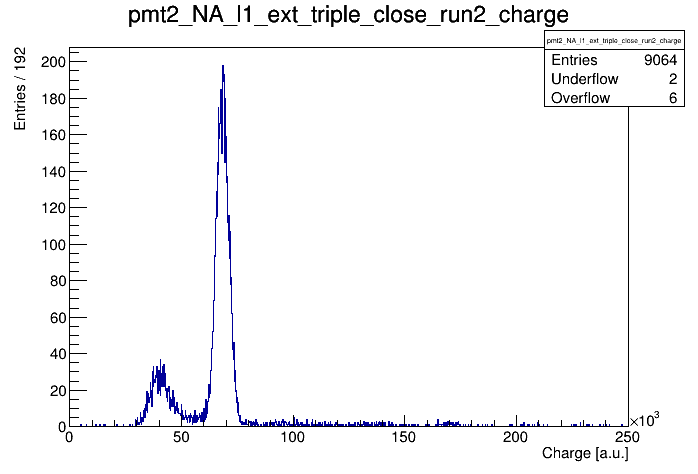 pmt2_NA_l1_ext_triple_close_run2_charge
pmt2_NA_l1_ext_triple_close_run2_charge
Entries 9064
Underflow 2
Overflow 6
Entries / 192
200
180
160
140
120
100
80
60
40
20
0
0 50 100 150 200 250
×10³
Charge [a.u.]